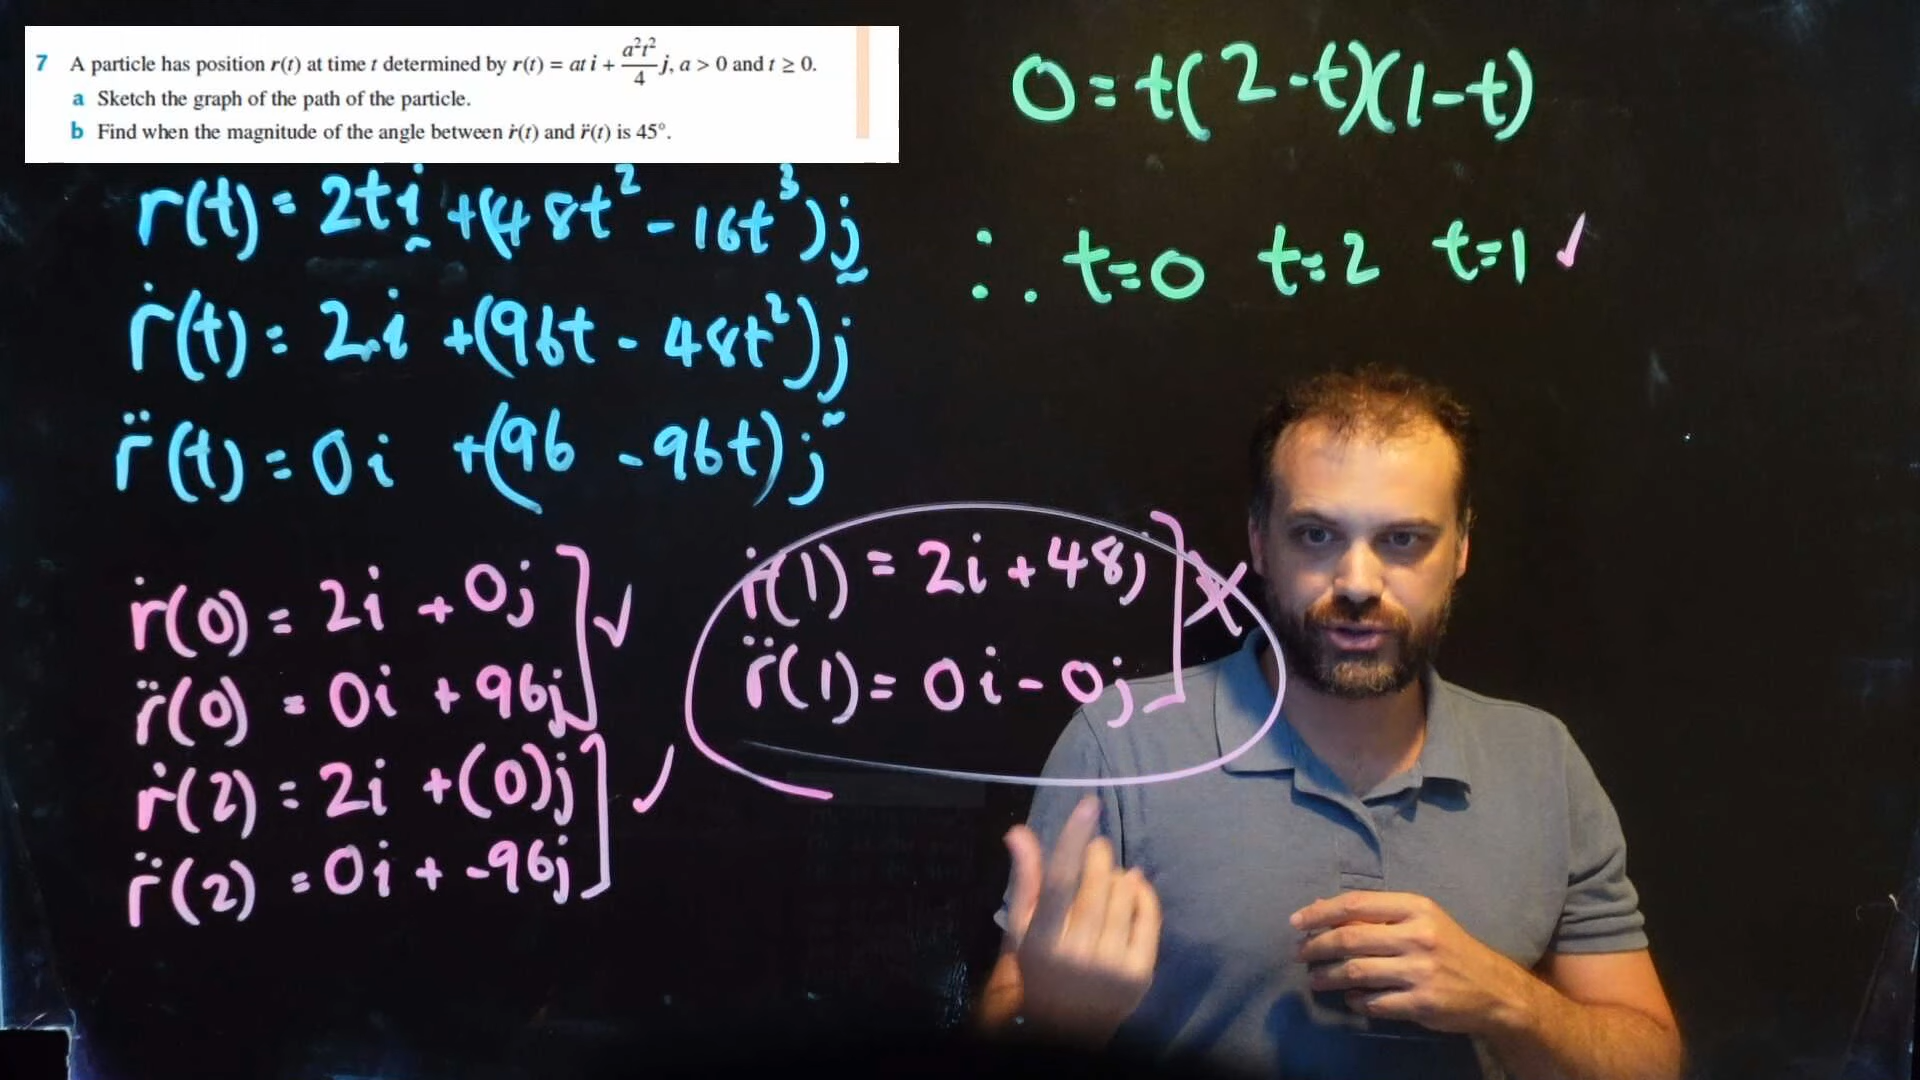 7 A particle has position r(t) at time t determined by r(t) = at i + a²t²/4 j, a > 0 and t ≥ 0.
a Sketch the graph of the path of the particle.
b Find when the magnitude of the angle between ṙ(t) and r̈(t) is 45°.
r(t) = 2ti + (48t² - 16t³)j
ṙ(t) = 2i + (96t - 48t²)j
r̈(t) = 0i + (96 - 96t)j
ṙ(0) = 2i + 0j
r̈(0) = 0i + 96j
ṙ(2) = 2i + (0)j
r̈(2) = 0i + -96j
ṙ(1) = 2i + 48j
r̈(1) = 0i - 0j
0 = t(2-t)(1-t)
∴ t=0 t=2 t=1 ✓